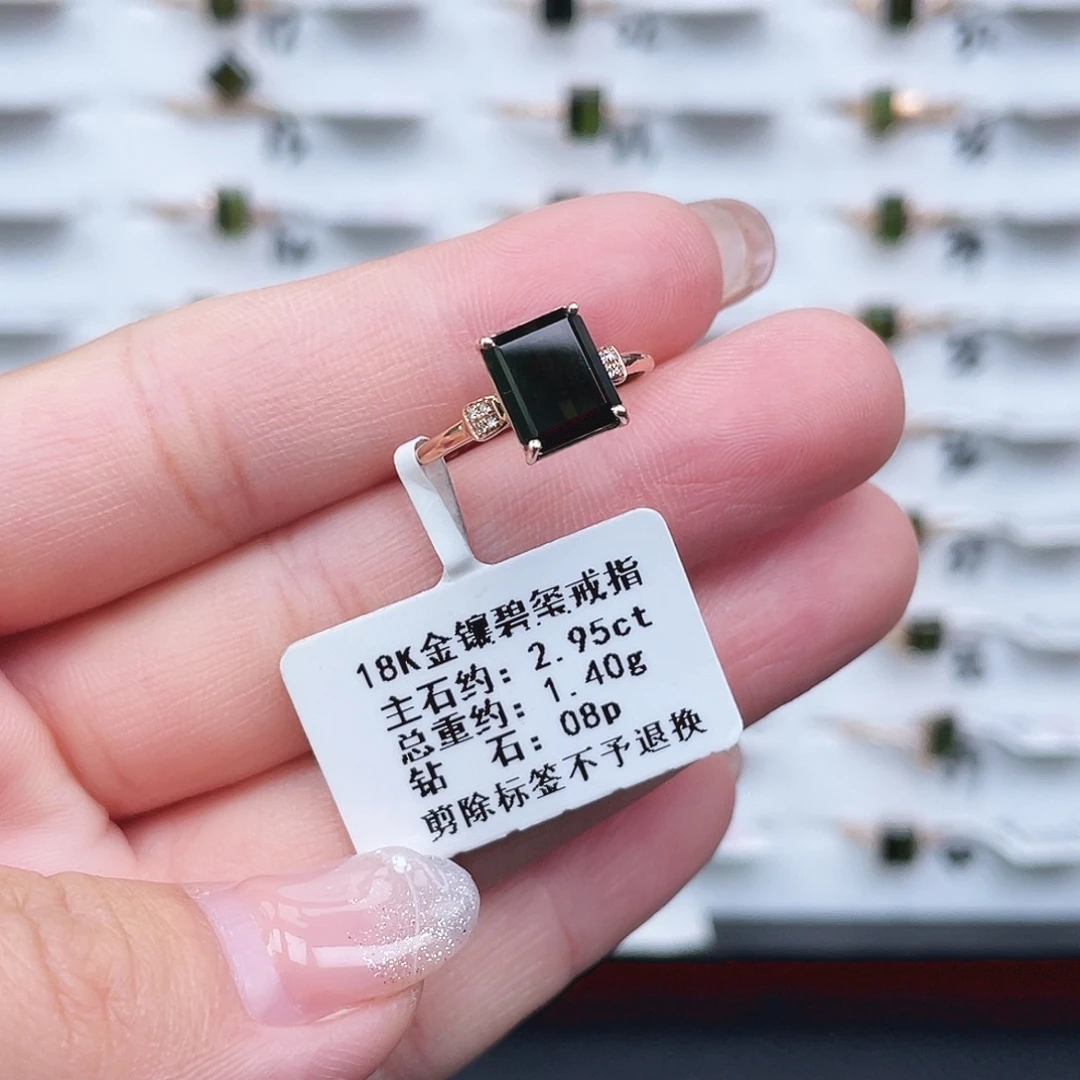 18K金镶碧玺戒指
主石约: 2.95ct
总重约: 1.40g
钻 石: 08p
剪除标签不予退换